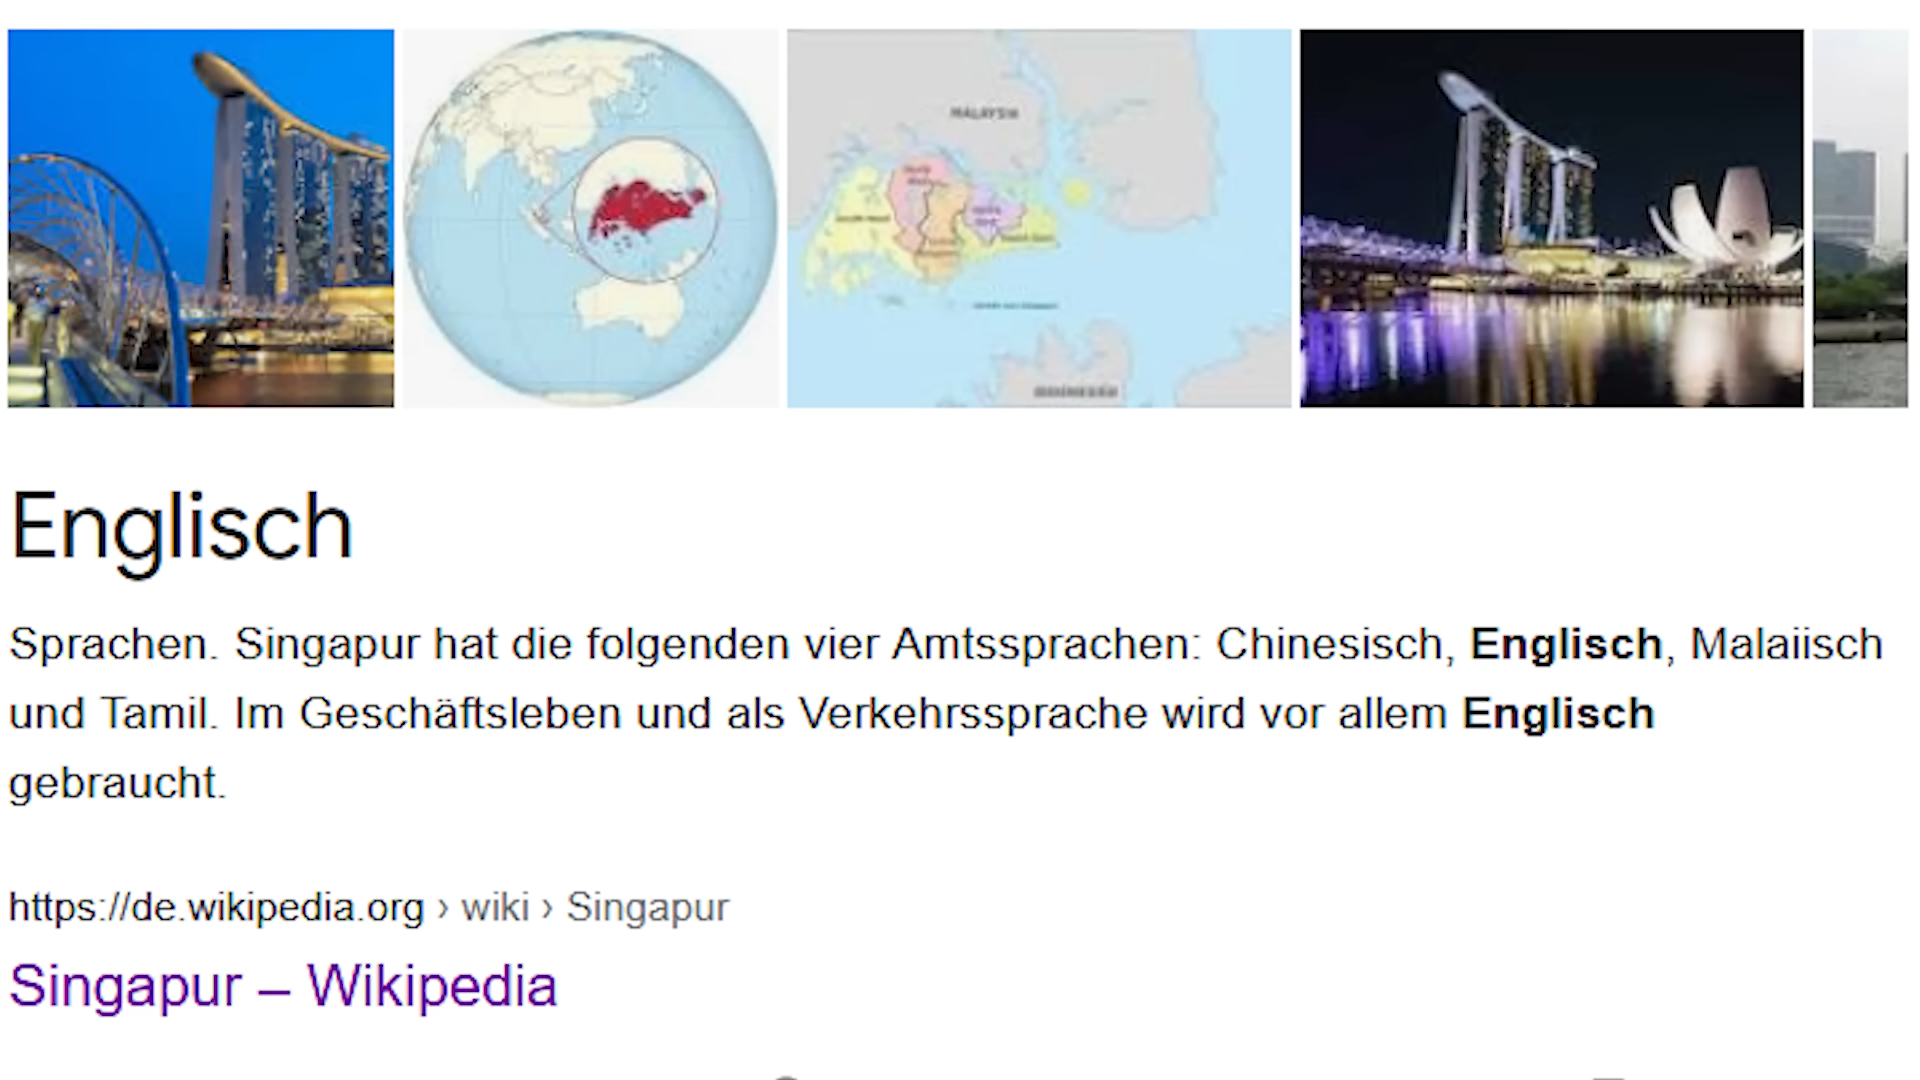 MALAYSIA
Englisch
Sprachen. Singapur hat die folgenden vier Amtssprachen: Chinesisch, Englisch, Malaiisch
und Tamil. Im Geschäftsleben und als Verkehrssprache wird vor allem Englisch
gebraucht.
https://de.wikipedia.org › wiki › Singapur
Singapur – Wikipedia